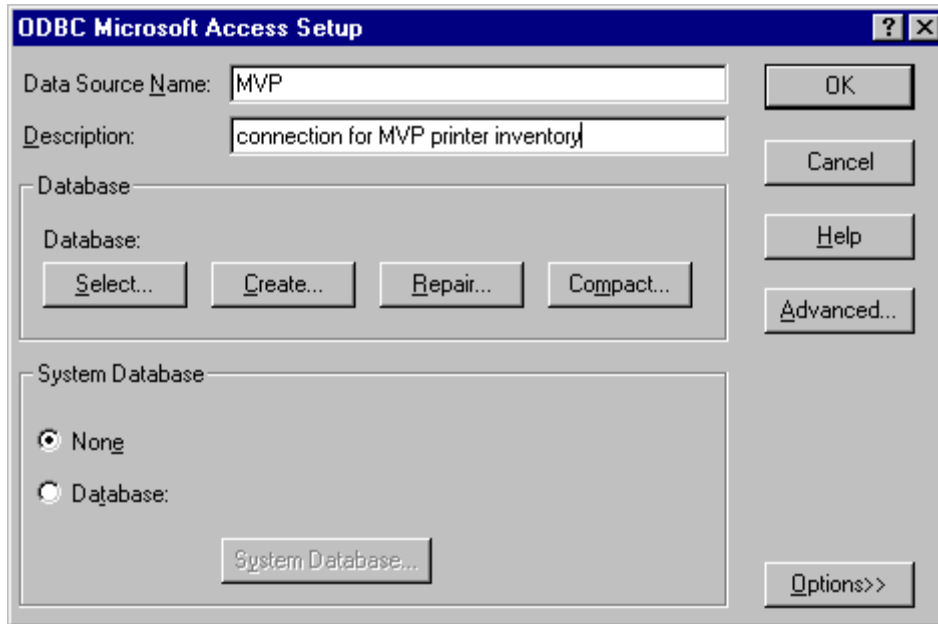 ODBC Microsoft Access Setup
Data Source Name: MVP
OK
Description: connection for MVP printer inventory
Cancel
Database
Database:
Select... Create... Repair... Compact...
Help
Advanced...
System Database
None
Database:
System Database...
Options>>